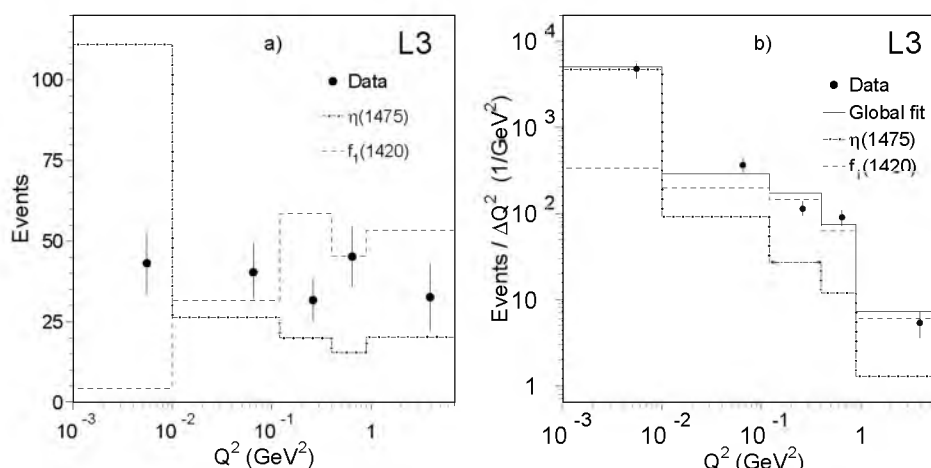 a)
L3
Data
η(1475)
f₁(1420)
Events
100
75
50
25
0
10⁻³
10⁻²
10⁻¹
1
Q² (GeV²)
b)
L3
Data
Global fit
η(1475)
f₁(1420)
Events / ΔQ² (1/GeV²)
10⁴
10³
10²
10
1
10⁻³
10⁻²
10⁻¹
1
Q² (GeV²)